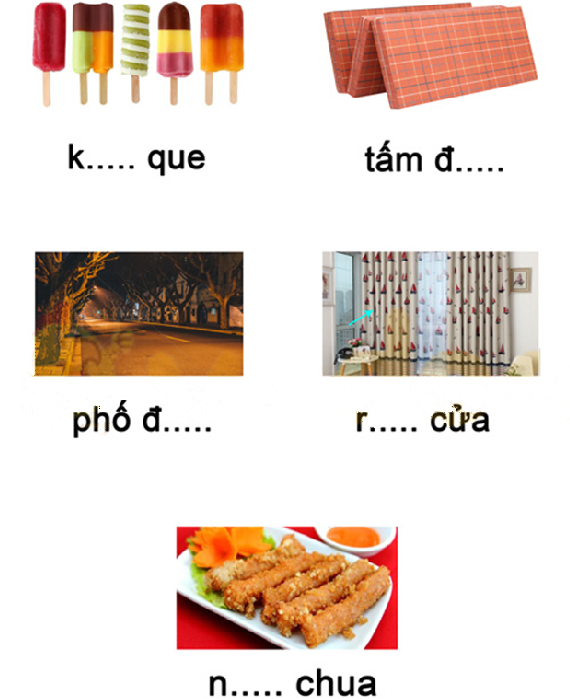 k..... que
tấm đ.....
phố đ.....
r..... cửa
n..... chua